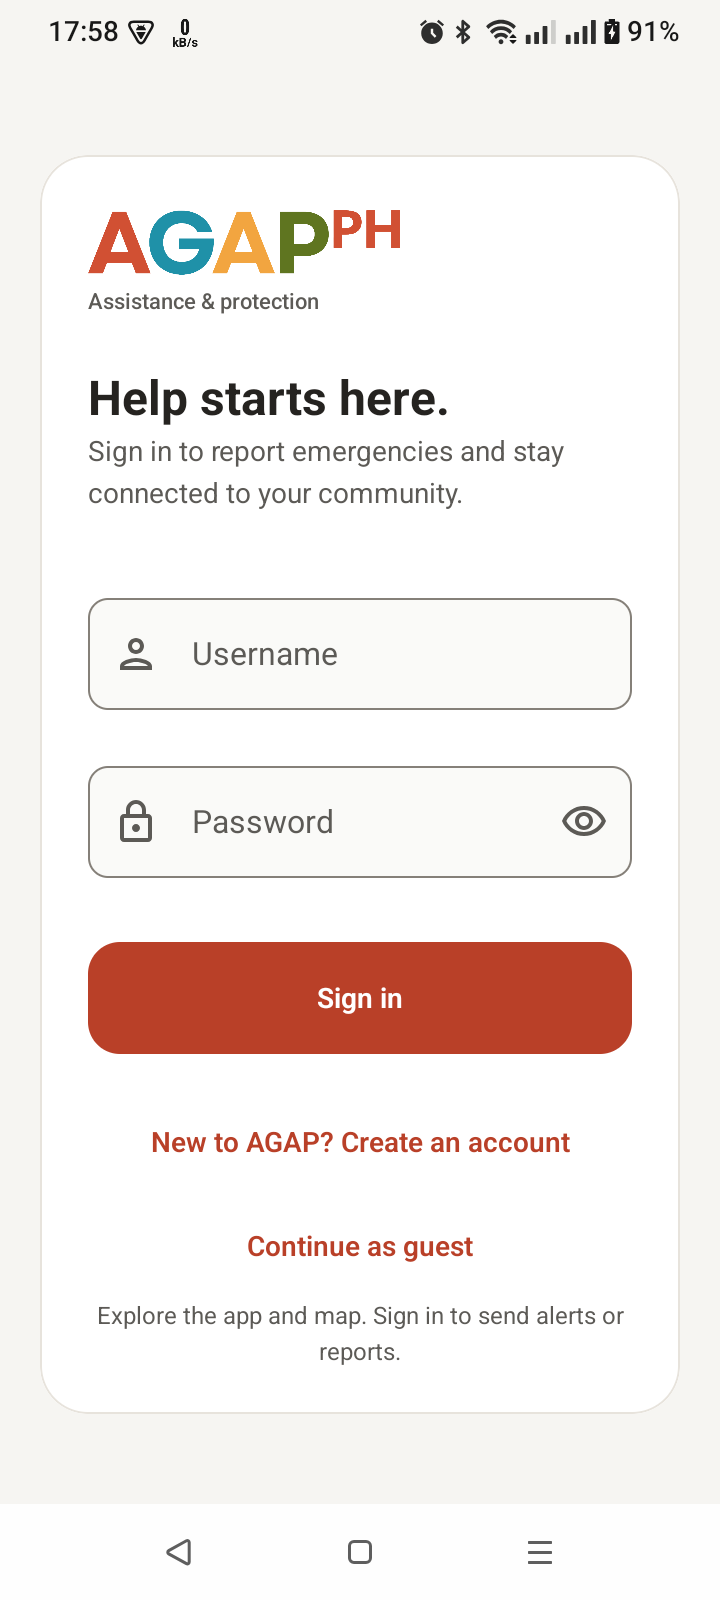 17:58
0
kB/s
91%
AGAPPH
Assistance & protection
Help starts here.
Sign in to report emergencies and stay
connected to your community.
Username
Password
Sign in
New to AGAP? Create an account
Continue as guest
Explore the app and map. Sign in to send alerts or
reports.